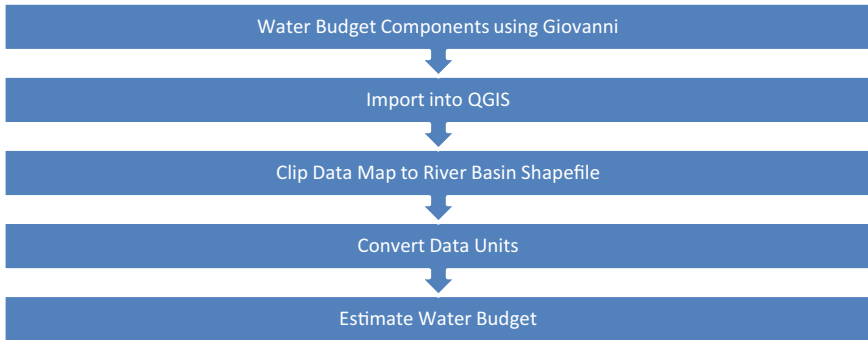 Water Budget Components using Giovanni
Import into QGIS
Clip Data Map to River Basin Shapefile
Convert Data Units
Estimate Water Budget